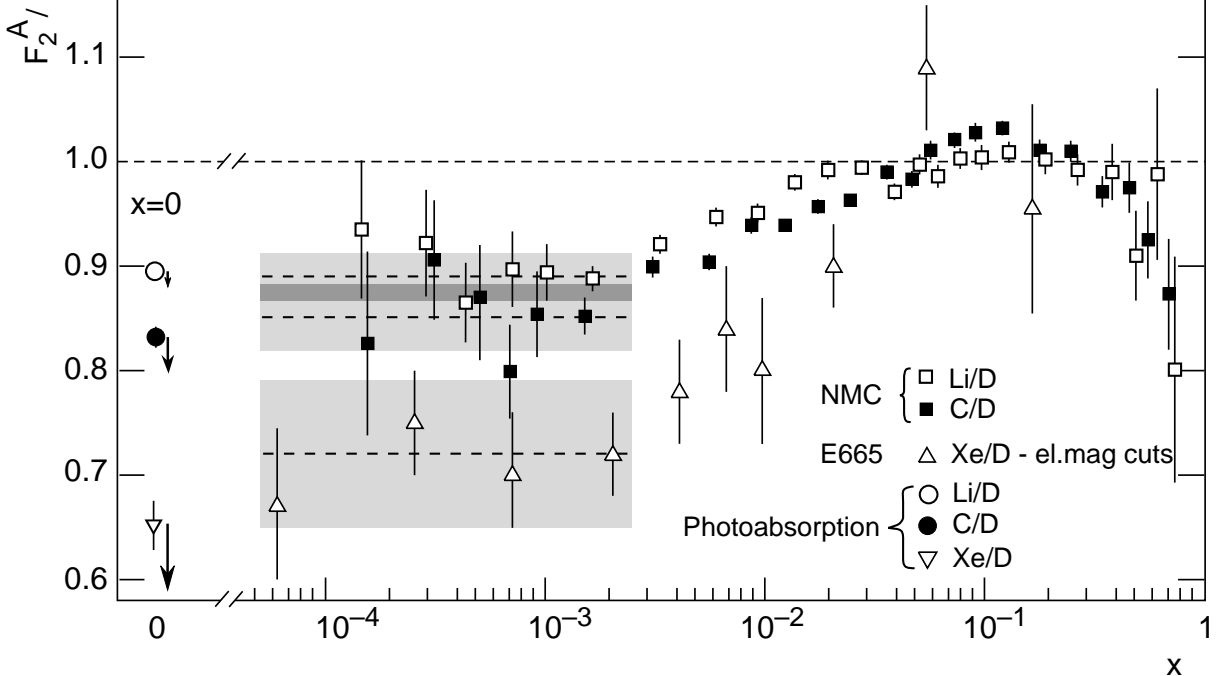 F₂ᴬ /
1.1
1.0
x=0
0.9
0.8
NMC
Li/D
C/D
E665
Xe/D - el.mag cuts
0.7
Photoabsorption
Li/D
C/D
Xe/D
0.6
0 10⁻⁴ 10⁻³ 10⁻² 10⁻¹ 1
x